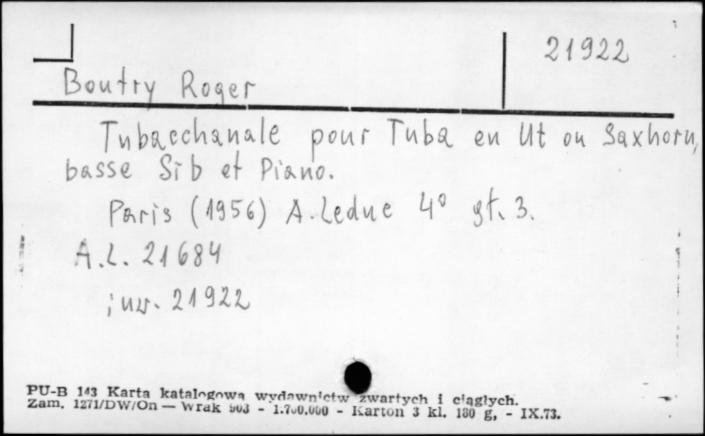 21922
Boutry Roger
Tubacchanale pour Tuba en Ut ou Saxhorn,
basse Sib et Piano.
Paris (1956) A. Leduc 4° gł. 3.
A.L. 21684
inw. 21922
PU-B 143 Karta katalogowa wydawnictw zwartych i ciągłych.
Zam. 1271/DW/On — Wrak 903 - 1.700.000 - Karton 3 kl. 180 g, - IX.73.